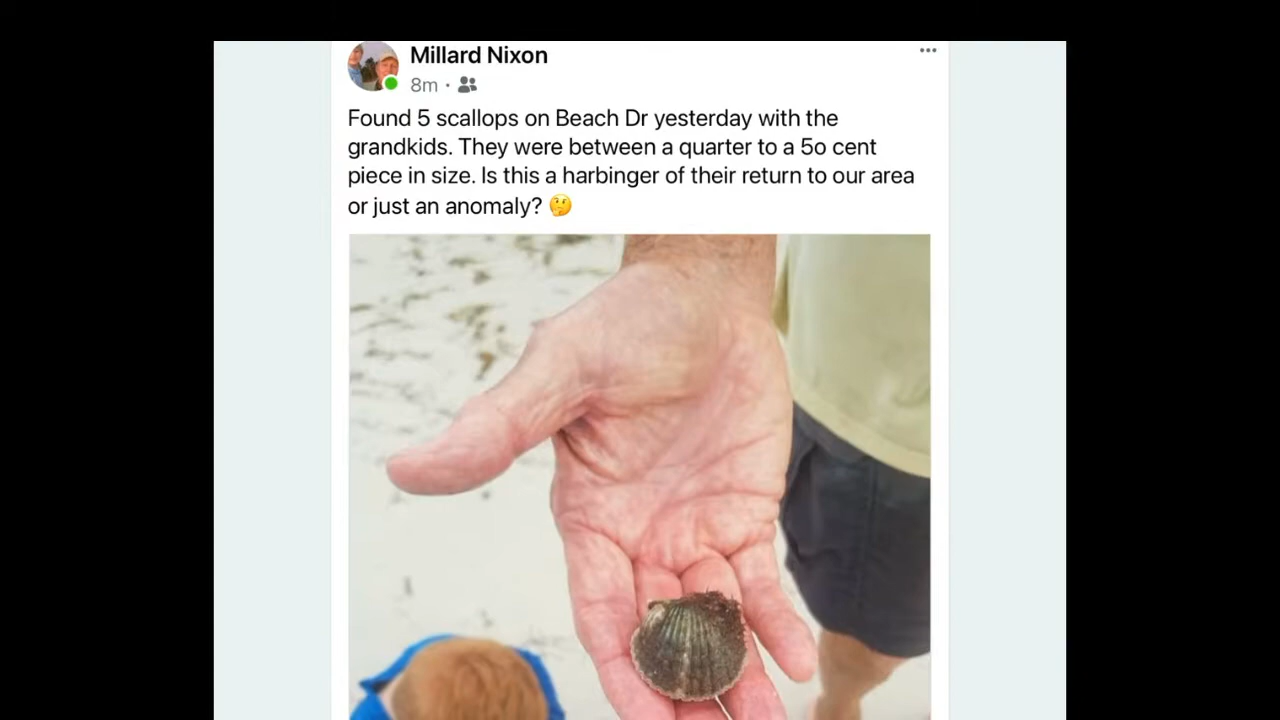 Millard Nixon
8m ·
Found 5 scallops on Beach Dr yesterday with the
grandkids. They were between a quarter to a 5o cent
piece in size. Is this a harbinger of their return to our area
or just an anomaly? 🤔